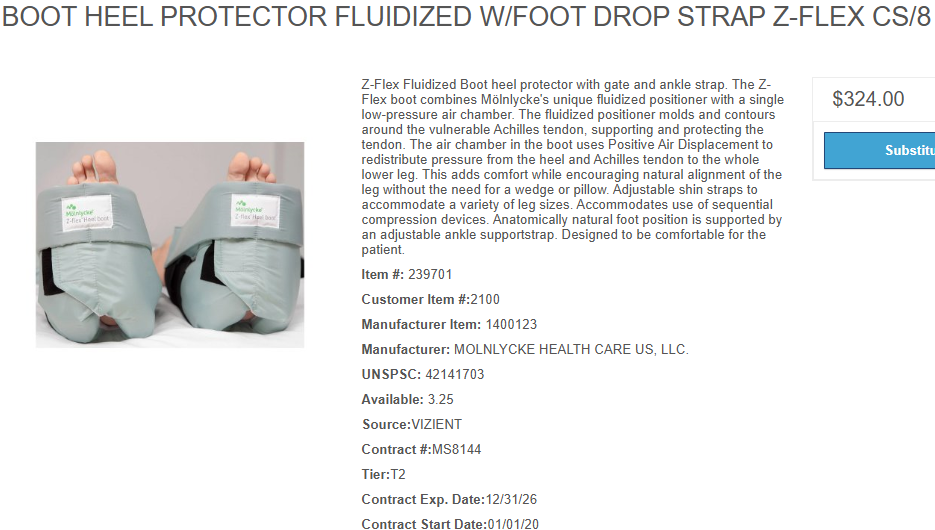 BOOT HEEL PROTECTOR FLUIDIZED W/FOOT DROP STRAP Z-FLEX CS/8
Mölnlycke®
Z-Flex™ Heel boot
Mölnlycke®
Z-Flex™ Heel boot
Z-Flex Fluidized Boot heel protector with gate and ankle strap. The Z-
Flex boot combines Mölnlycke's unique fluidized positioner with a single
low-pressure air chamber. The fluidized positioner molds and contours
around the vulnerable Achilles tendon, supporting and protecting the
tendon. The air chamber in the boot uses Positive Air Displacement to
redistribute pressure from the heel and Achilles tendon to the whole
lower leg. This adds comfort while encouraging natural alignment of the
leg without the need for a wedge or pillow. Adjustable shin straps to
accommodate a variety of leg sizes. Accommodates use of sequential
compression devices. Anatomically natural foot position is supported by
an adjustable ankle supportstrap. Designed to be comfortable for the
patient.
Item #: 239701
Customer Item #:2100
Manufacturer Item: 1400123
Manufacturer: MOLNLYCKE HEALTH CARE US, LLC.
UNSPSC: 42141703
Available: 3.25
Source:VIZIENT
Contract #:MS8144
Tier:T2
Contract Exp. Date:12/31/26
Contract Start Date:01/01/20
$324.00
Substitu